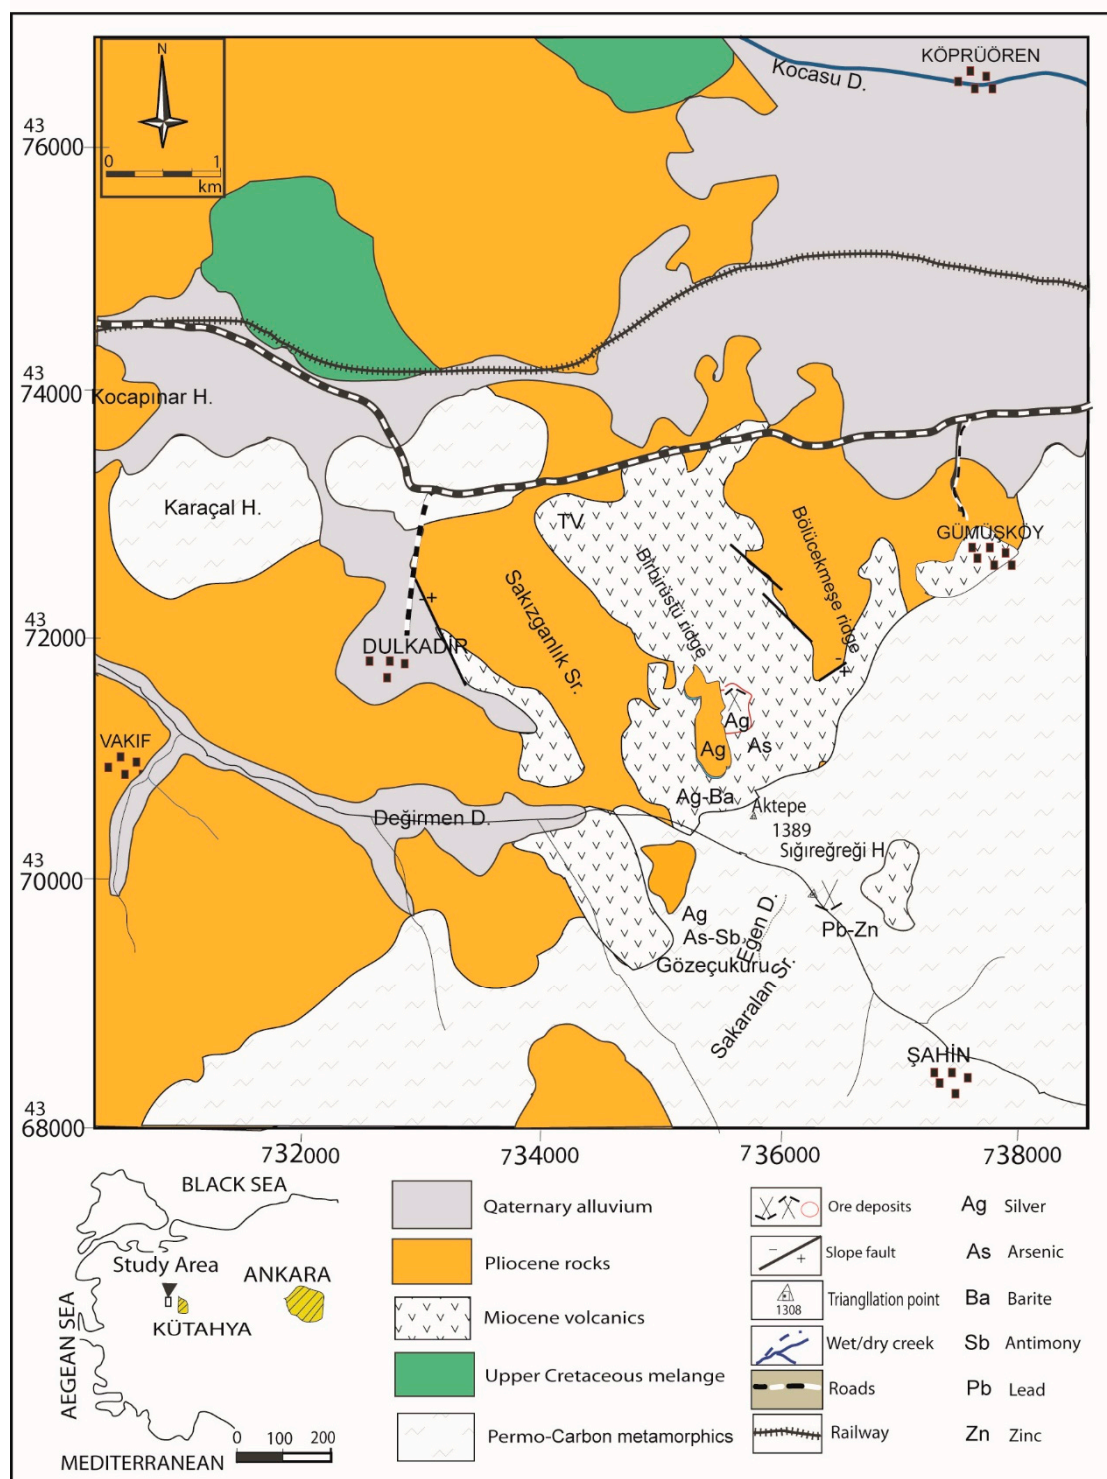 N
0 1
km
KÖPRÜÖREN
Kocasu D.
43
76000
43
74000
Kocapınar H.
Karaçal H.
TV
Birbirüstü ridge
Bölücekmeşe ridge
GÜMÜŞKÖY
Sakızganlık Sr.
43
72000
DULKADİR
VAKIF
Ag
Ag
As
Ag-Ba
Aktepe
1389
Değirmen D.
Sığıreğreği H
43
70000
Ag
As-Sb
Gözeçukuru
Eğen D.
Sakaralan Sr.
Pb-Zn
ŞAHİN
43
68000
732000 734000 736000 738000
BLACK SEA
Study Area
ANKARA
KÜTAHYA
AEGEAN SEA
0 100 200
MEDITERRANEAN
Qaternary alluvium
Pliocene rocks
Miocene volcanics
Upper Cretaceous melange
Permo-Carbon metamorphics
Ore deposits
- + Slope fault
1308 Triangllation point
Wet/dry creek
Roads
Railway
Ag Silver
As Arsenic
Ba Barite
Sb Antimony
Pb Lead
Zn Zinc